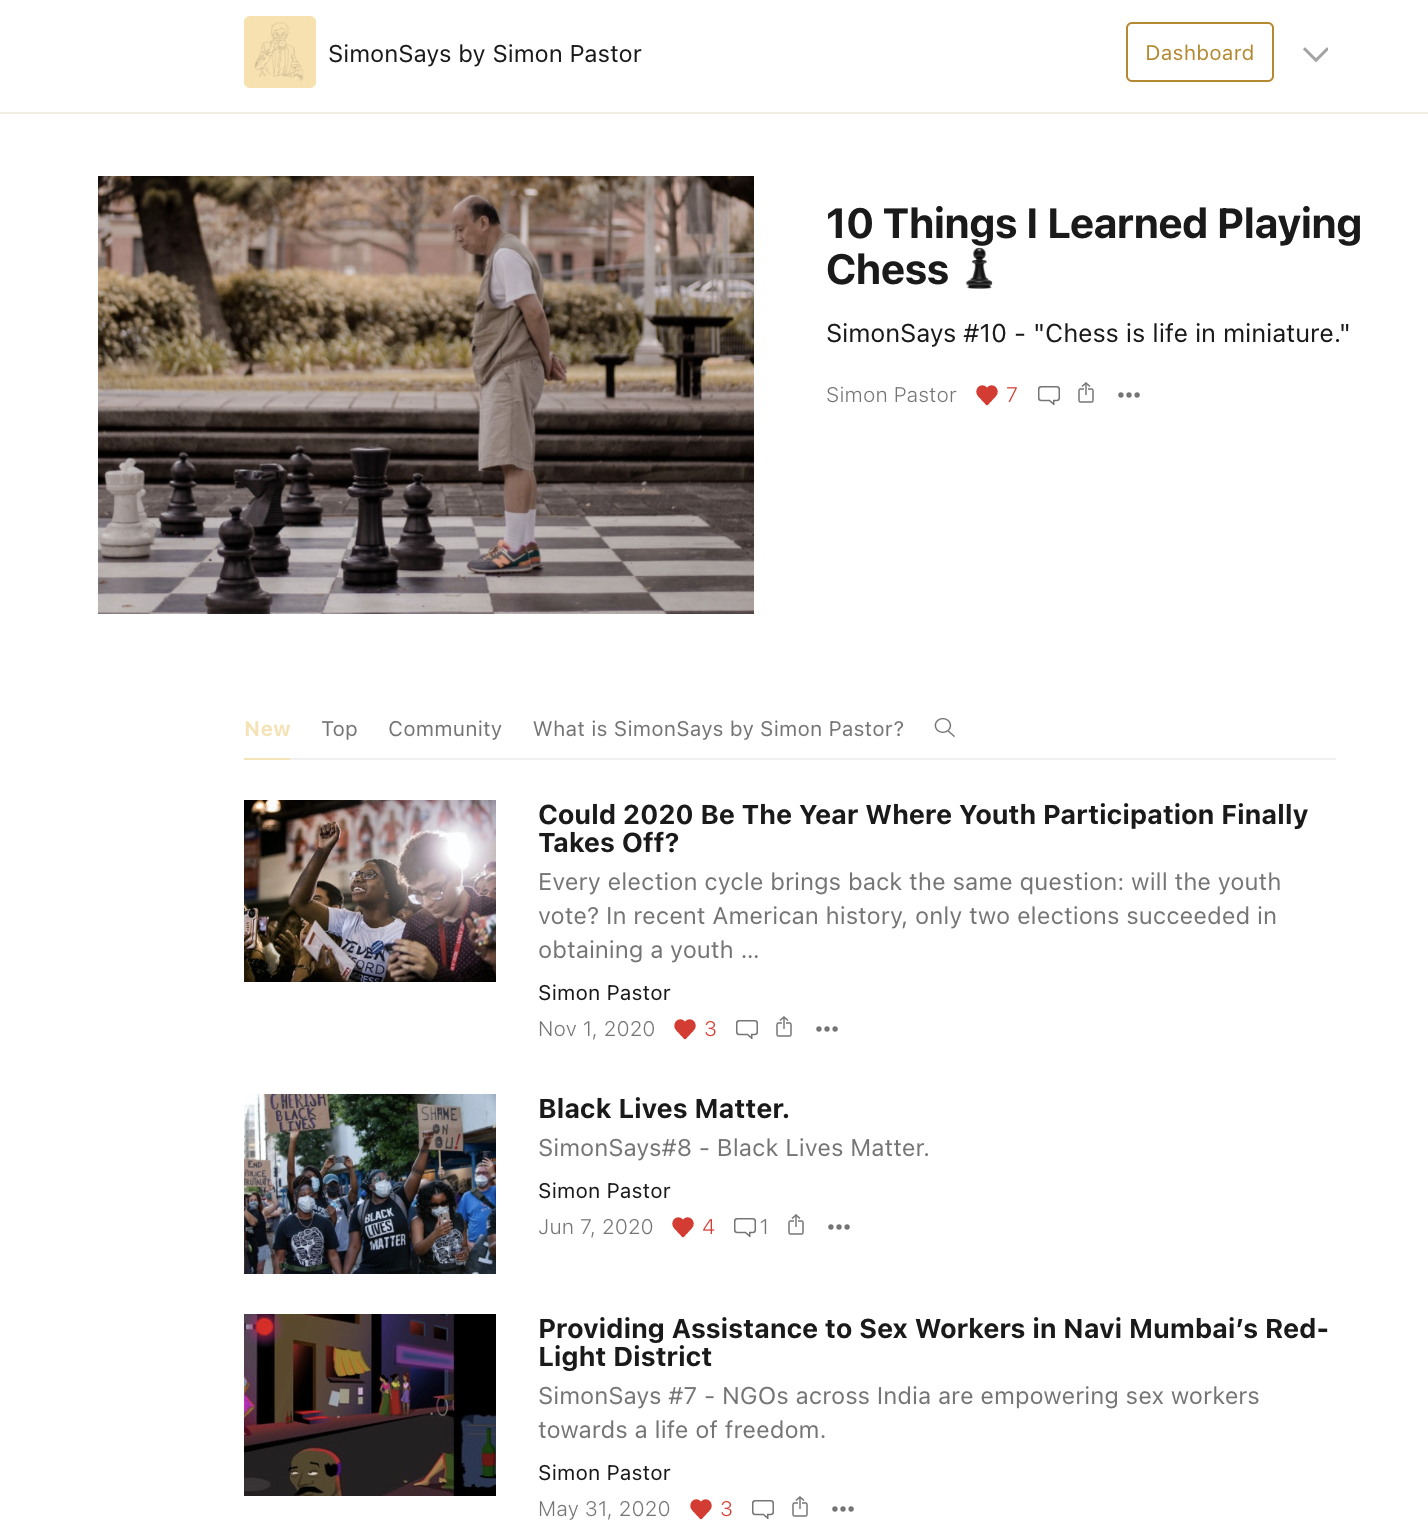 SimonSays by Simon Pastor
Dashboard
10 Things I Learned Playing
Chess ♟
SimonSays #10 - "Chess is life in miniature."
Simon Pastor 7
New Top Community What is SimonSays by Simon Pastor?
Could 2020 Be The Year Where Youth Participation Finally
Takes Off?
Every election cycle brings back the same question: will the youth
vote? In recent American history, only two elections succeeded in
obtaining a youth ...
Simon Pastor
Nov 1, 2020 3
CHERISH
BLACK
LIVES
SHAME
ON
END
POLICE
BLACK
LIVES
MATTER
Black Lives Matter.
SimonSays#8 - Black Lives Matter.
Simon Pastor
Jun 7, 2020 4 1
Providing Assistance to Sex Workers in Navi Mumbai’s Red-
Light District
SimonSays #7 - NGOs across India are empowering sex workers
towards a life of freedom.
Simon Pastor
May 31, 2020 3